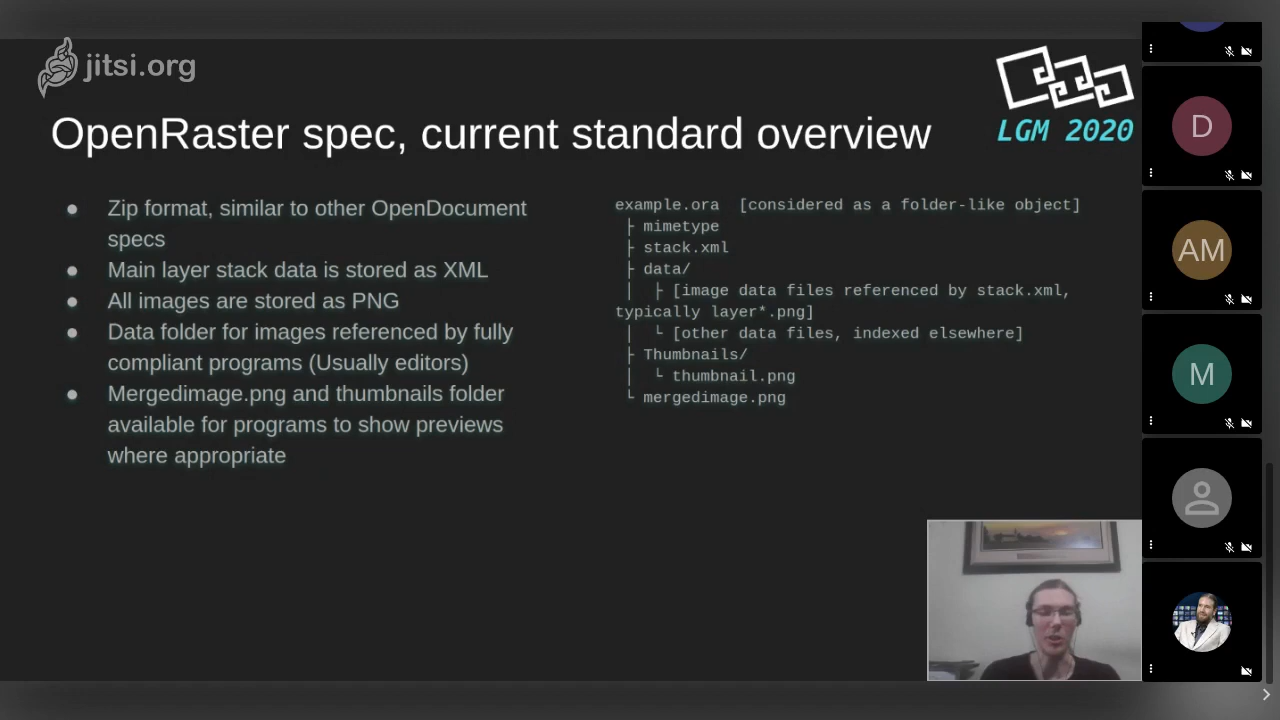 jitsi.org
LGM 2020
OpenRaster spec, current standard overview
● Zip format, similar to other OpenDocument
specs
● Main layer stack data is stored as XML
● All images are stored as PNG
● Data folder for images referenced by fully
compliant programs (Usually editors)
● Mergedimage.png and thumbnails folder
available for programs to show previews
where appropriate
example.ora  [considered as a folder-like object]
├ mimetype
├ stack.xml
├ data/
│  ├ [image data files referenced by stack.xml,
typically layer*.png]
│  └ [other data files, indexed elsewhere]
├ Thumbnails/
│  └ thumbnail.png
└ mergedimage.png
D
AM
M